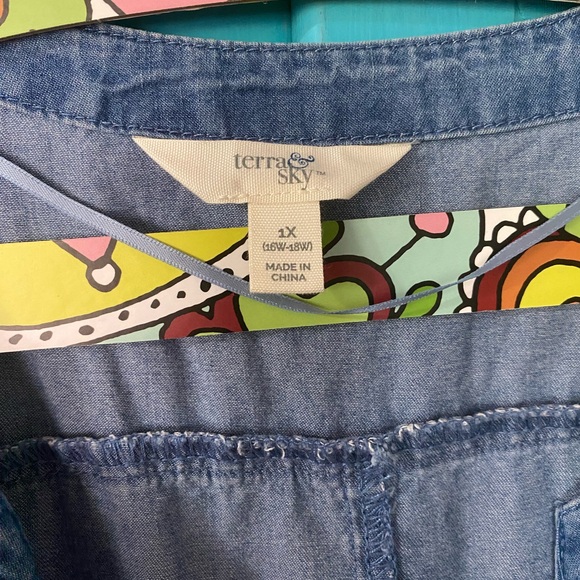 terra &
sky™
1X
(16W-18W)
MADE IN
CHINA